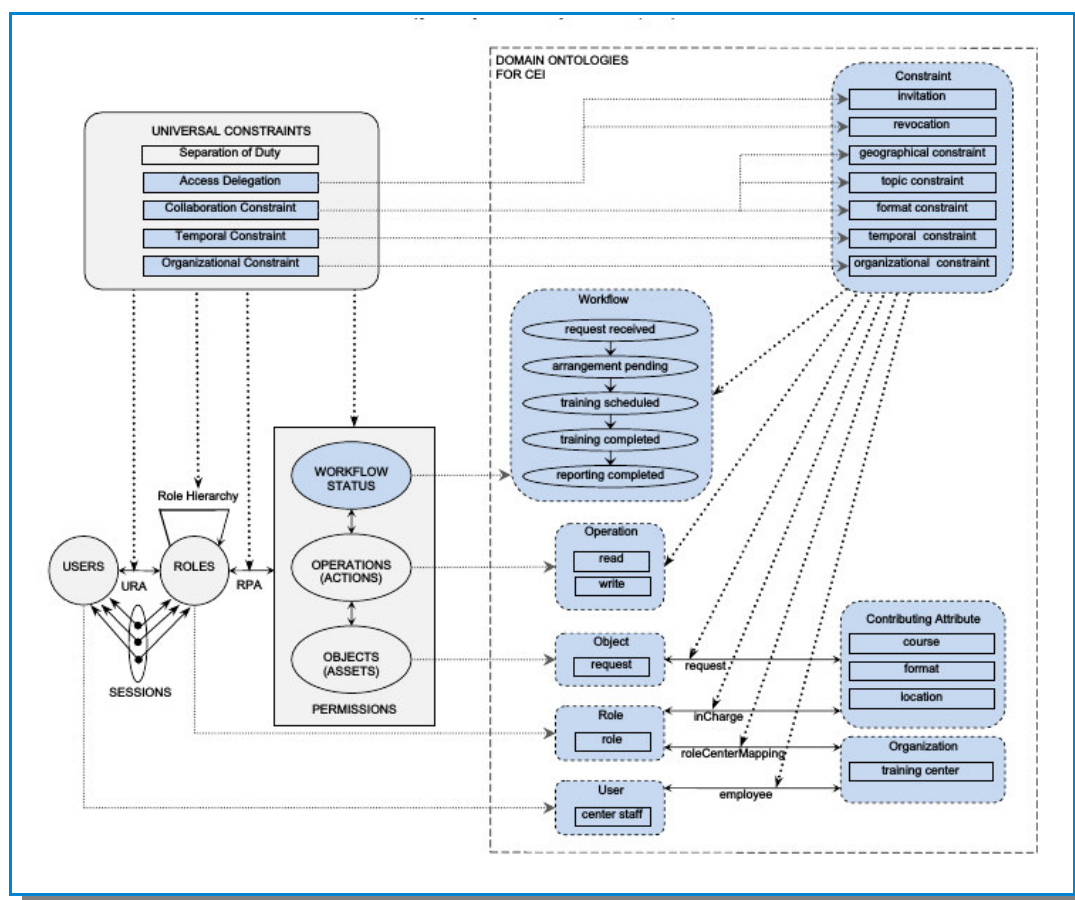 DOMAIN ONTOLOGIES
FOR CEI
Constraint
invitation
revocation
geographical constraint
topic constraint
format constraint
temporal constraint
organizational constraint
UNIVERSAL CONSTRAINTS
Separation of Duty
Access Delegation
Collaboration Constraint
Temporal Constraint
Organizational Constraint
Workflow
request received
arrangement pending
training scheduled
training completed
reporting completed
WORKFLOW
STATUS
Role Hierarchy
USERS
URA
ROLES
RPA
OPERATIONS
(ACTIONS)
OBJECTS
(ASSETS)
PERMISSIONS
SESSIONS
Operation
read
write
Object
request
request
Contributing Attribute
course
format
location
Role
role
inCharge
roleCenterMapping
Organization
training center
User
center staff
employee